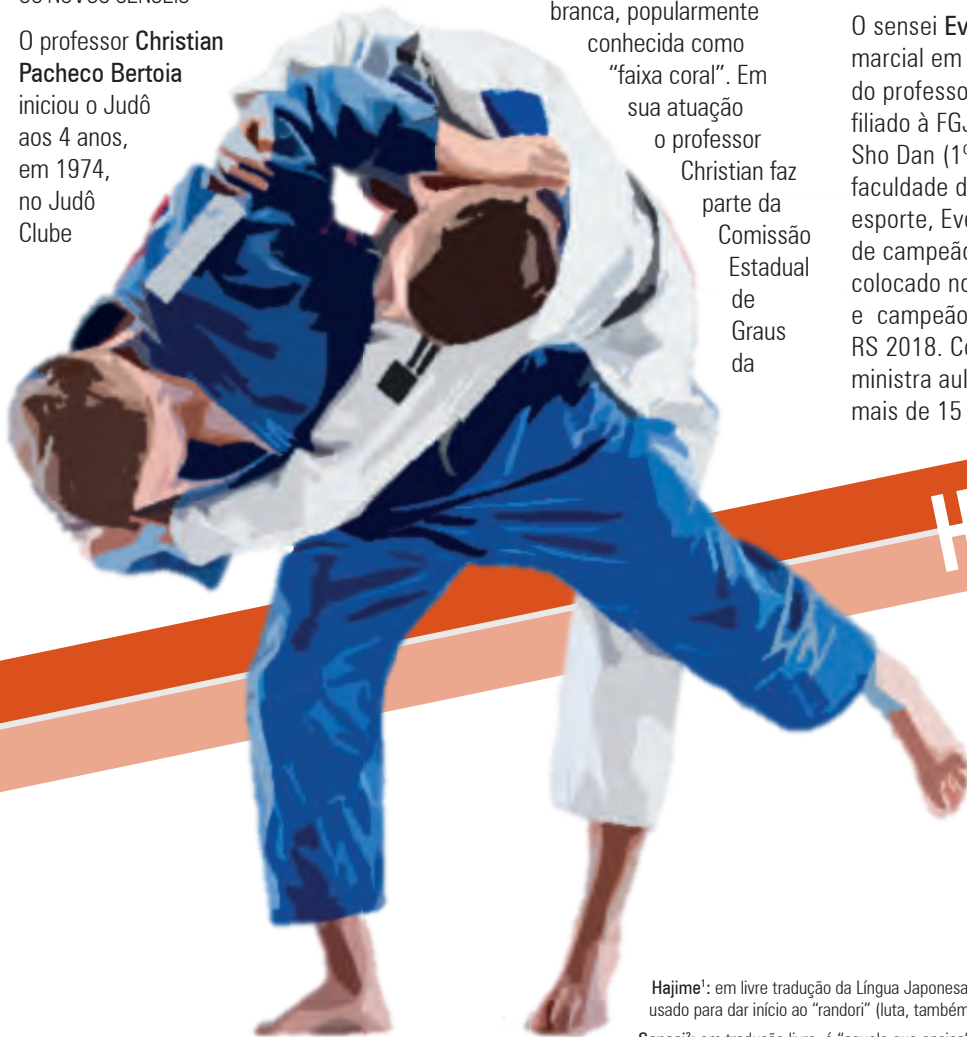 O professor Christian
Pacheco Bertoia
iniciou o Judô
aos 4 anos,
em 1974,
no Judô
Clube
branca, popularmente
conhecida como
"faixa coral". Em
sua atuação
o professor
Christian faz
parte da
Comissão
Estadual
de
Graus
da
O sensei
marcial em
do professo
filiado à FGJ
Sho Dan (1º
faculdade d
esporte,
de campeão
colocado no
e campeão
RS 2018.
ministra aul
mais de 15
H
Hajime¹: em livre tradução da Língua Japonesa
usado para dar início ao "randori" (luta, também